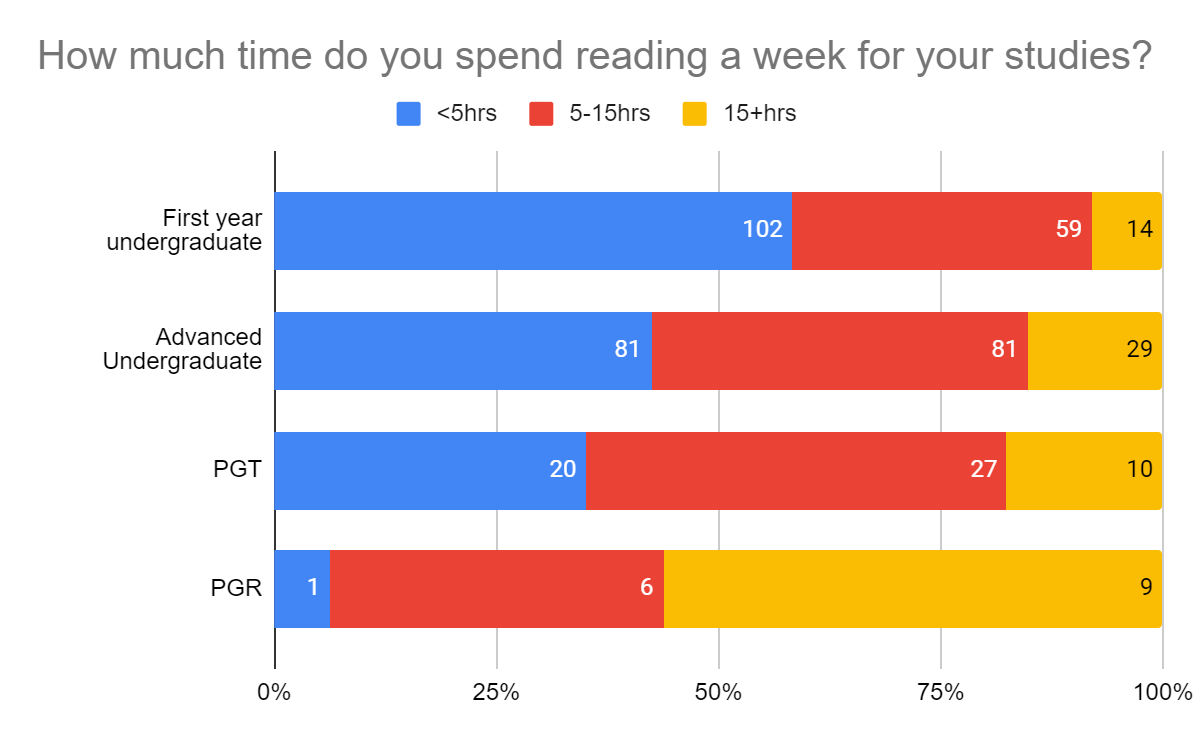 How much time do you spend reading a week for your studies?
<5hrs 5-15hrs 15+hrs
First year
undergraduate
102 59 14
Advanced
Undergraduate
81 81 29
PGT
20 27 10
PGR
1 6 9
0% 25% 50% 75% 100%